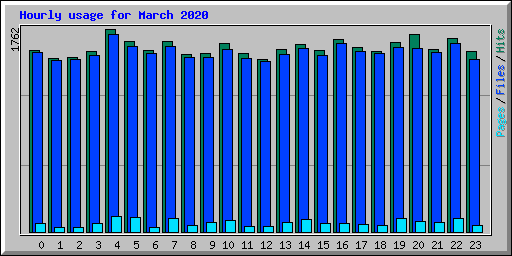 Hourly usage for March 2020
1762
Pages/Files/Hits
0 1 2 3 4 5 6 7 8 9 10 11 12 13 14 15 16 17 18 19 20 21 22 23